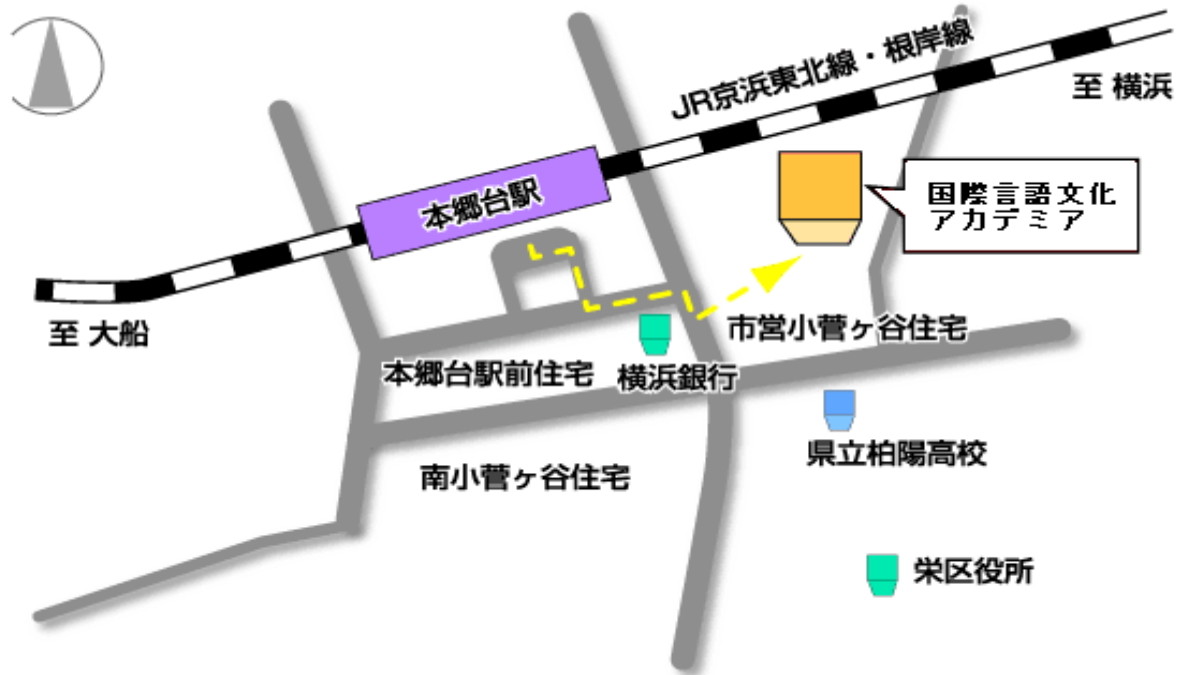 JR京浜東北線・根岸線
至 横浜
本郷台駅
国際言語文化
アカデミア
至 大船
市営小菅ヶ谷住宅
本郷台駅前住宅
横浜銀行
県立柏陽高校
南小菅ヶ谷住宅
栄区役所